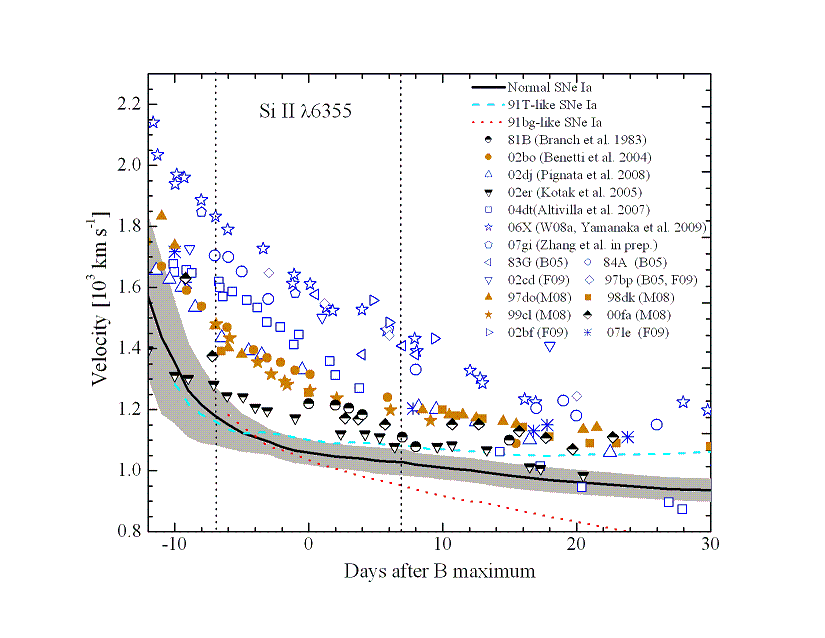 Si II λ6355
Normal SNe Ia
91T-like SNe Ia
91bg-like SNe Ia
81B (Branch et al. 1983)
02bo (Benetti et al. 2004)
02dj (Pignata et al. 2008)
02er (Kotak et al. 2005)
04dt(Altivilla et al. 2007)
06X (W08a, Yamanaka et al. 2009)
07gi (Zhang et al. in prep.)
83G (B05) 84A (B05)
02cd (F09) 97bp (B05, F09)
97do(M08) 98dk (M08)
99cl (M08) 00fa (M08)
02bf (F09) 07le (F09)
2.2
2.0
1.8
1.6
1.4
1.2
1.0
0.8
Velocity [10³ km s⁻¹]
-10 0 10 20 30
Days after B maximum